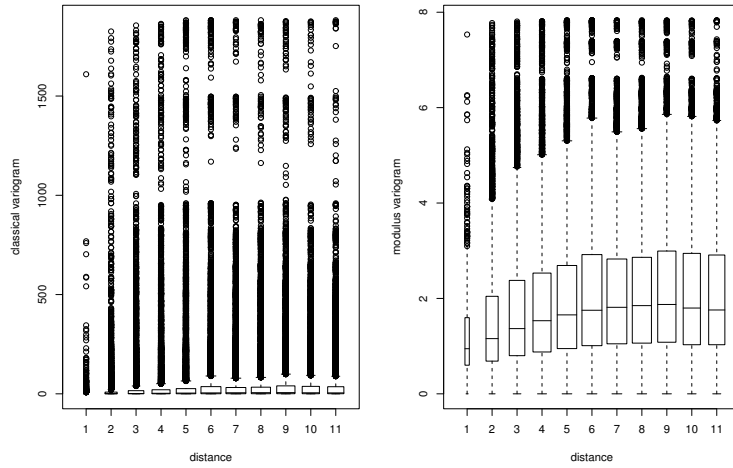 classical variogram
0
500
1000
1500
1 2 3 4 5 6 7 8 9 10 11
distance
modulus variogram
0
2
4
6
8
1 2 3 4 5 6 7 8 9 10 11
distance